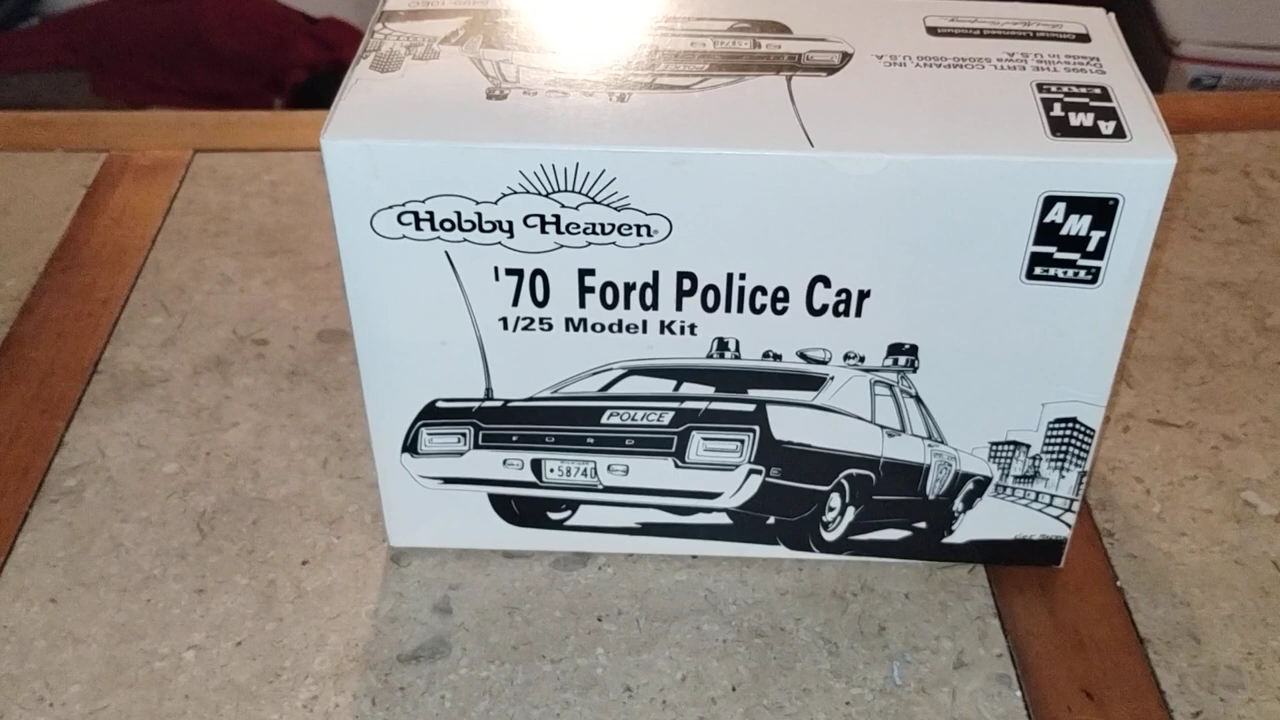 ©1995 THE ERTL COMPANY, INC.
Dyersville, Iowa 52040-0500 U.S.A.
Made in U.S.A.
Official Licensed Product
AMT
ERTL
Hobby Heaven
AMT
ERTL
'70 Ford Police Car
1/25 Model Kit
POLICE
FORD
58740